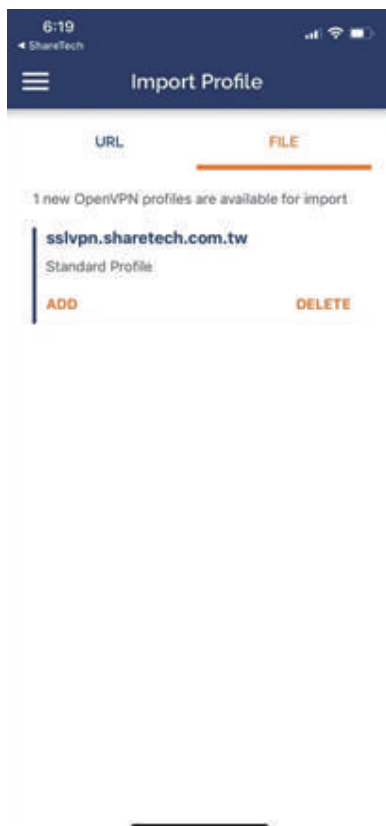 6:19
◀ ShareTech
Import Profile
URL FILE
1 new OpenVPN profiles are available for import
sslvpn.sharetech.com.tw
Standard Profile
ADD DELETE